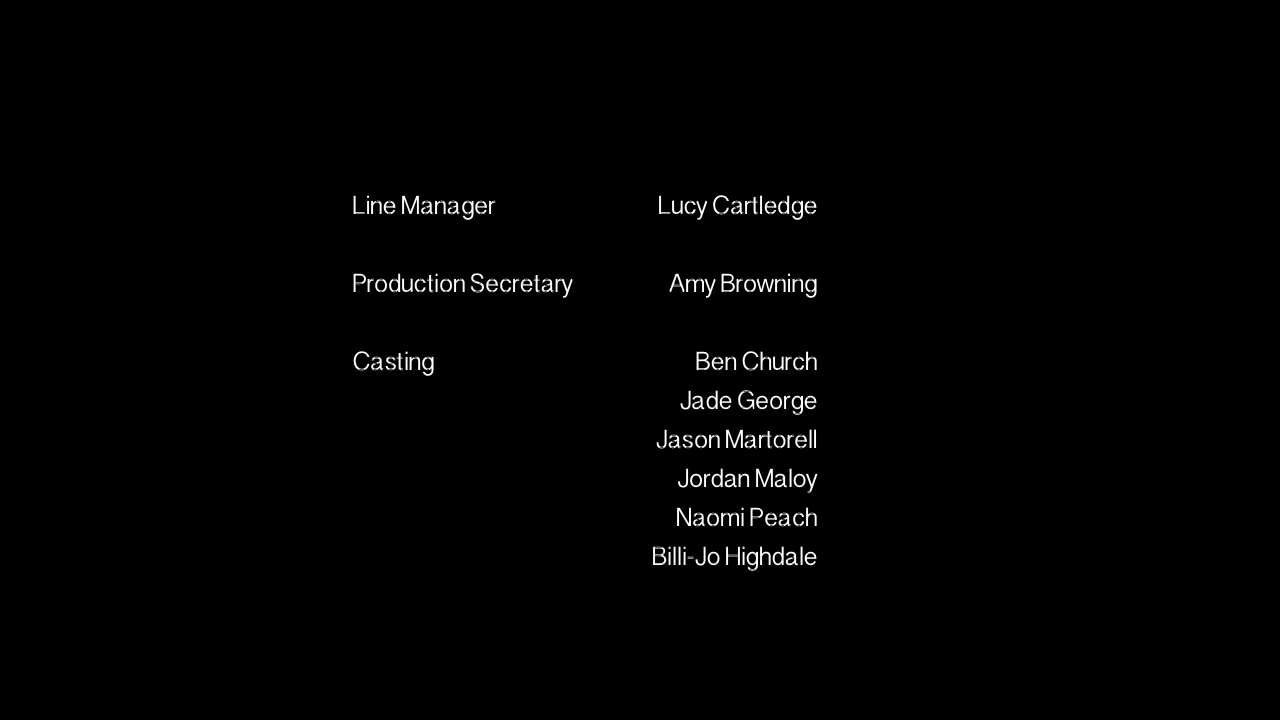 Line Manager Lucy Cartledge
Production Secretary Amy Browning
Casting Ben Church
Jade George
Jason Martorell
Jordan Maloy
Naomi Peach
Billi-Jo Highdale